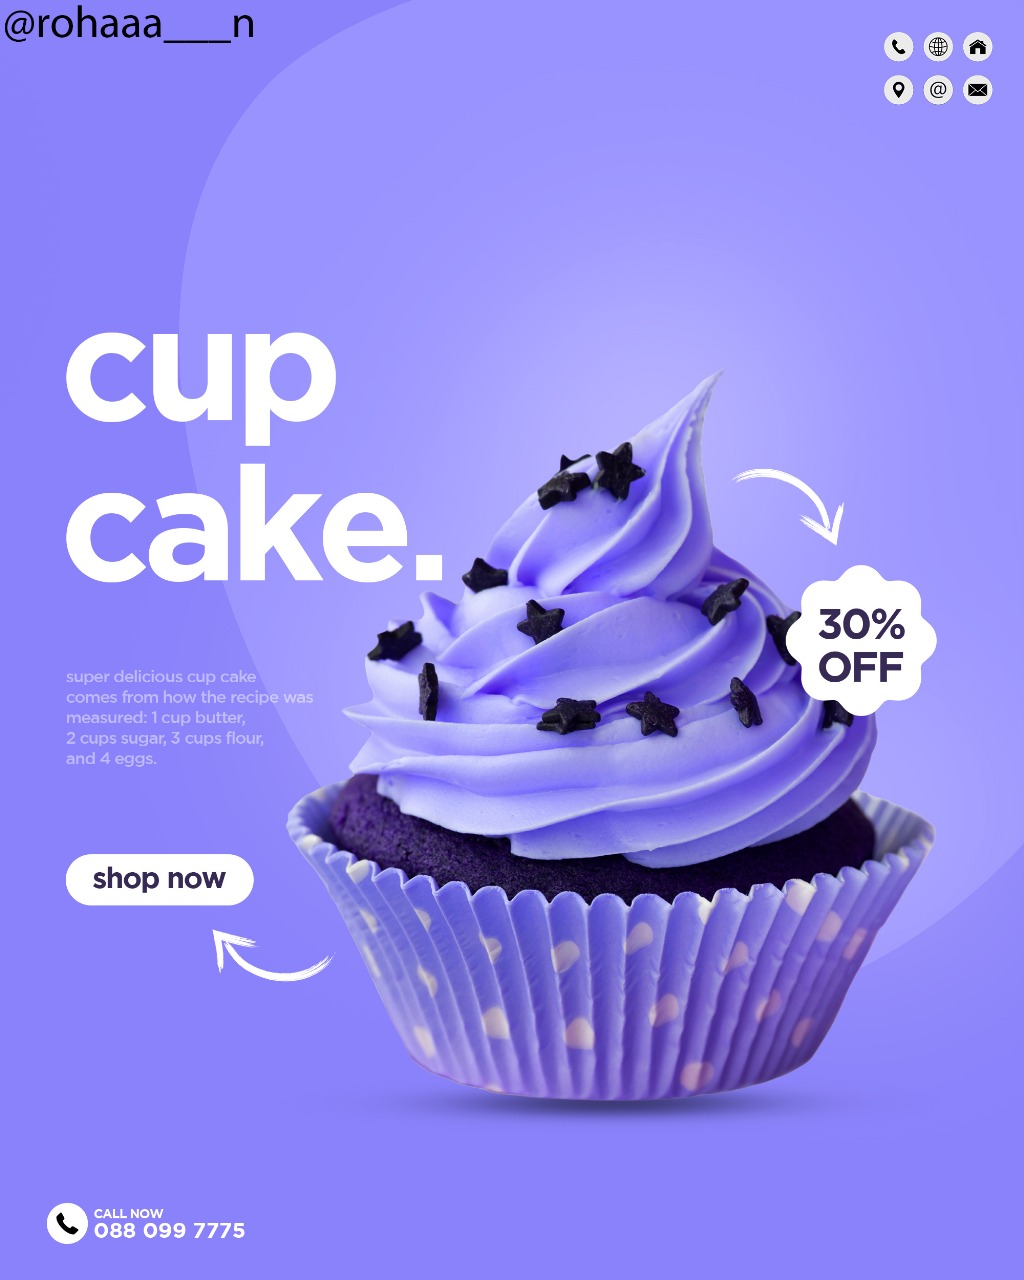 @rohaaa___n
@
cup
cake.
30%
OFF
super delicious cup cake
comes from how the recipe was
measured: 1 cup butter,
2 cups sugar, 3 cups flour,
and 4 eggs.
shop now
CALL NOW
088 099 7775